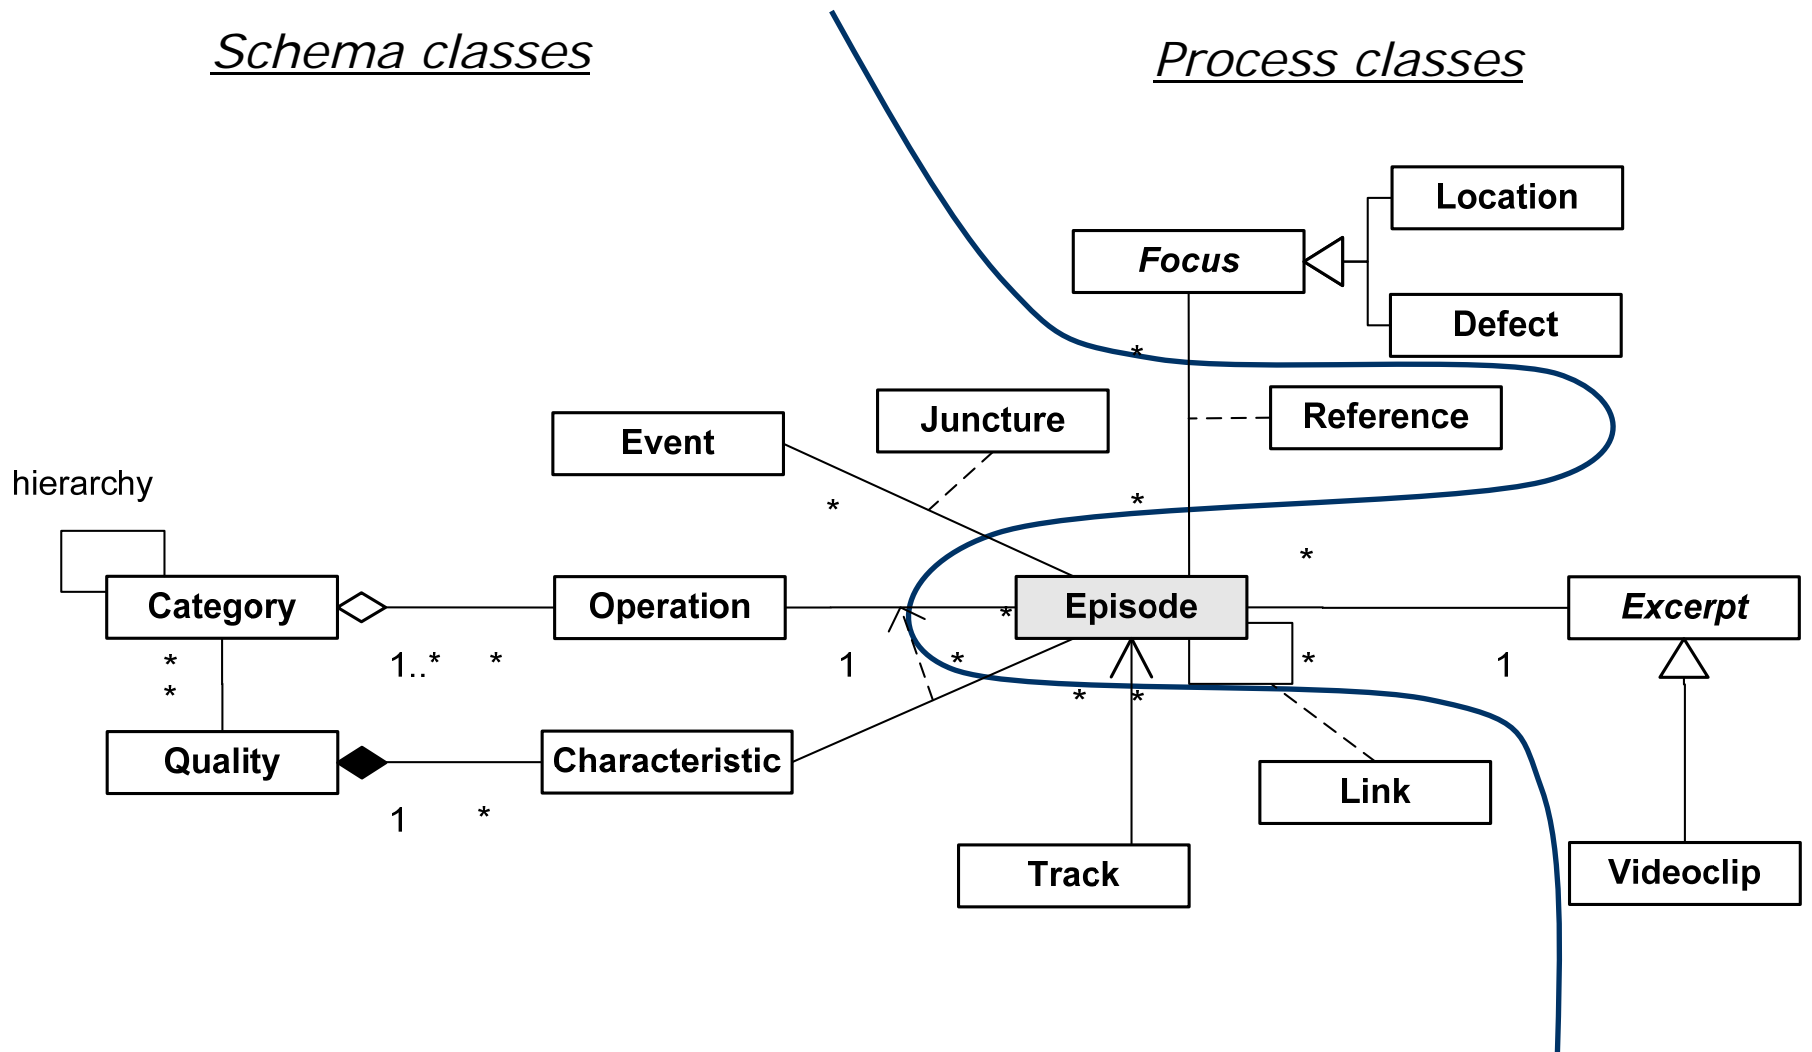 Schema classes
Process classes
Location
Focus
Defect
*
Juncture
Reference
Event
hierarchy
*
*
*
Category
Operation
*
Episode
Excerpt
*
1..*
*
1
*
*
1
*
*
*
Quality
Characteristic
Link
1
*
Track
Videoclip